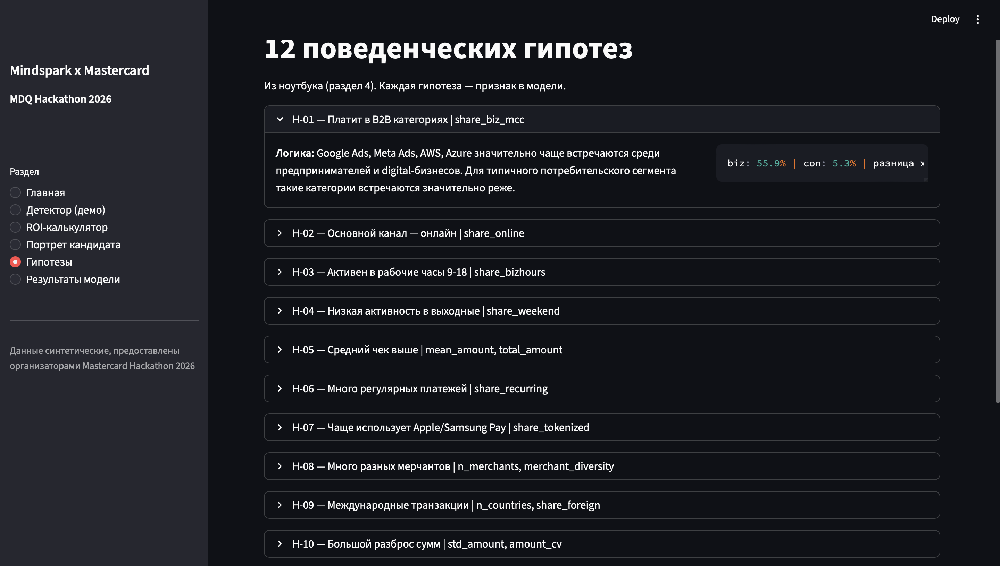 Mindspark x Mastercard
MDQ Hackathon 2026
Раздел
Главная
Детектор (демо)
ROI-калькулятор
Портрет кандидата
Гипотезы
Результаты модели
Данные синтетические, предоставлены
организаторами Mastercard Hackathon 2026
Deploy
12 поведенческих гипотез
Из ноутбука (раздел 4). Каждая гипотеза — признак в модели.
H-01 — Платит в B2B категориях | share_biz_mcc
Логика: Google Ads, Meta Ads, AWS, Azure значительно чаще встречаются среди
предпринимателей и digital-бизнесов. Для типичного потребительского сегмента
такие категории встречаются значительно реже.
biz: 55.9% | con: 5.3% | разница x
H-02 — Основной канал — онлайн | share_online
H-03 — Активен в рабочие часы 9-18 | share_bizhours
H-04 — Низкая активность в выходные | share_weekend
H-05 — Средний чек выше | mean_amount, total_amount
H-06 — Много регулярных платежей | share_recurring
H-07 — Чаще использует Apple/Samsung Pay | share_tokenized
H-08 — Много разных мерчантов | n_merchants, merchant_diversity
H-09 — Международные транзакции | n_countries, share_foreign
H-10 — Большой разброс сумм | std_amount, amount_cv